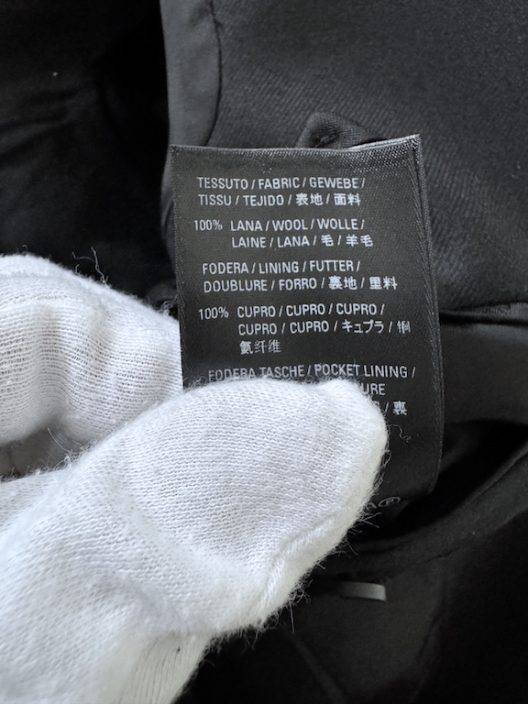 TESSUTO / FABRIC / GEWEBE /
TISSU / TEJIDO / 表地 / 面料
100% LANA / WOOL / WOLLE /
LAINE / LANA / 毛 / 羊毛
FODERA / LINING / FUTTER /
DOUBLURE / FORRO / 裏地 / 里料
100% CUPRO / CUPRO / CUPRO /
CUPRO / CUPRO / キュプラ / 铜
氨纤维
FODERA TASCHE / POCKET LINING /
/ 裏